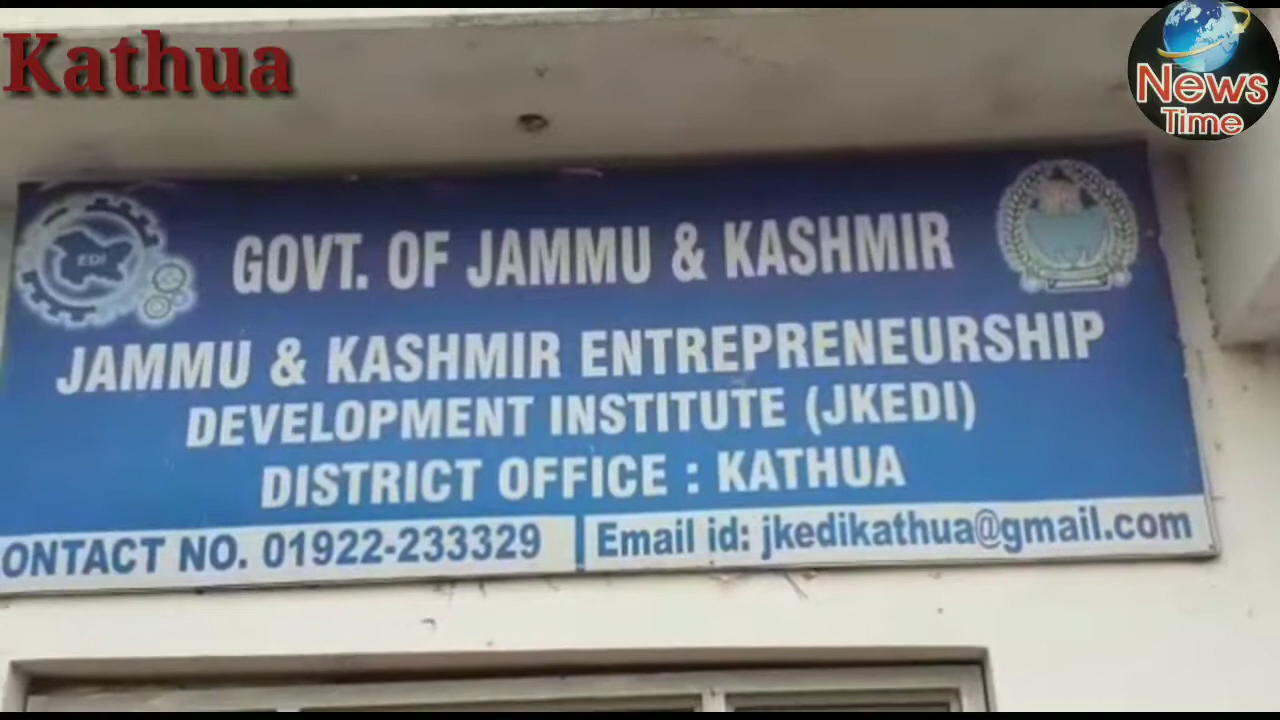 Kathua
News
Time
EDI
GOVT. OF JAMMU & KASHMIR
JAMMU & KASHMIR ENTREPRENEURSHIP
DEVELOPMENT INSTITUTE (JKEDI)
DISTRICT OFFICE : KATHUA
ONTACT NO. 01922-233329
Email id: jkedikathua@gmail.com